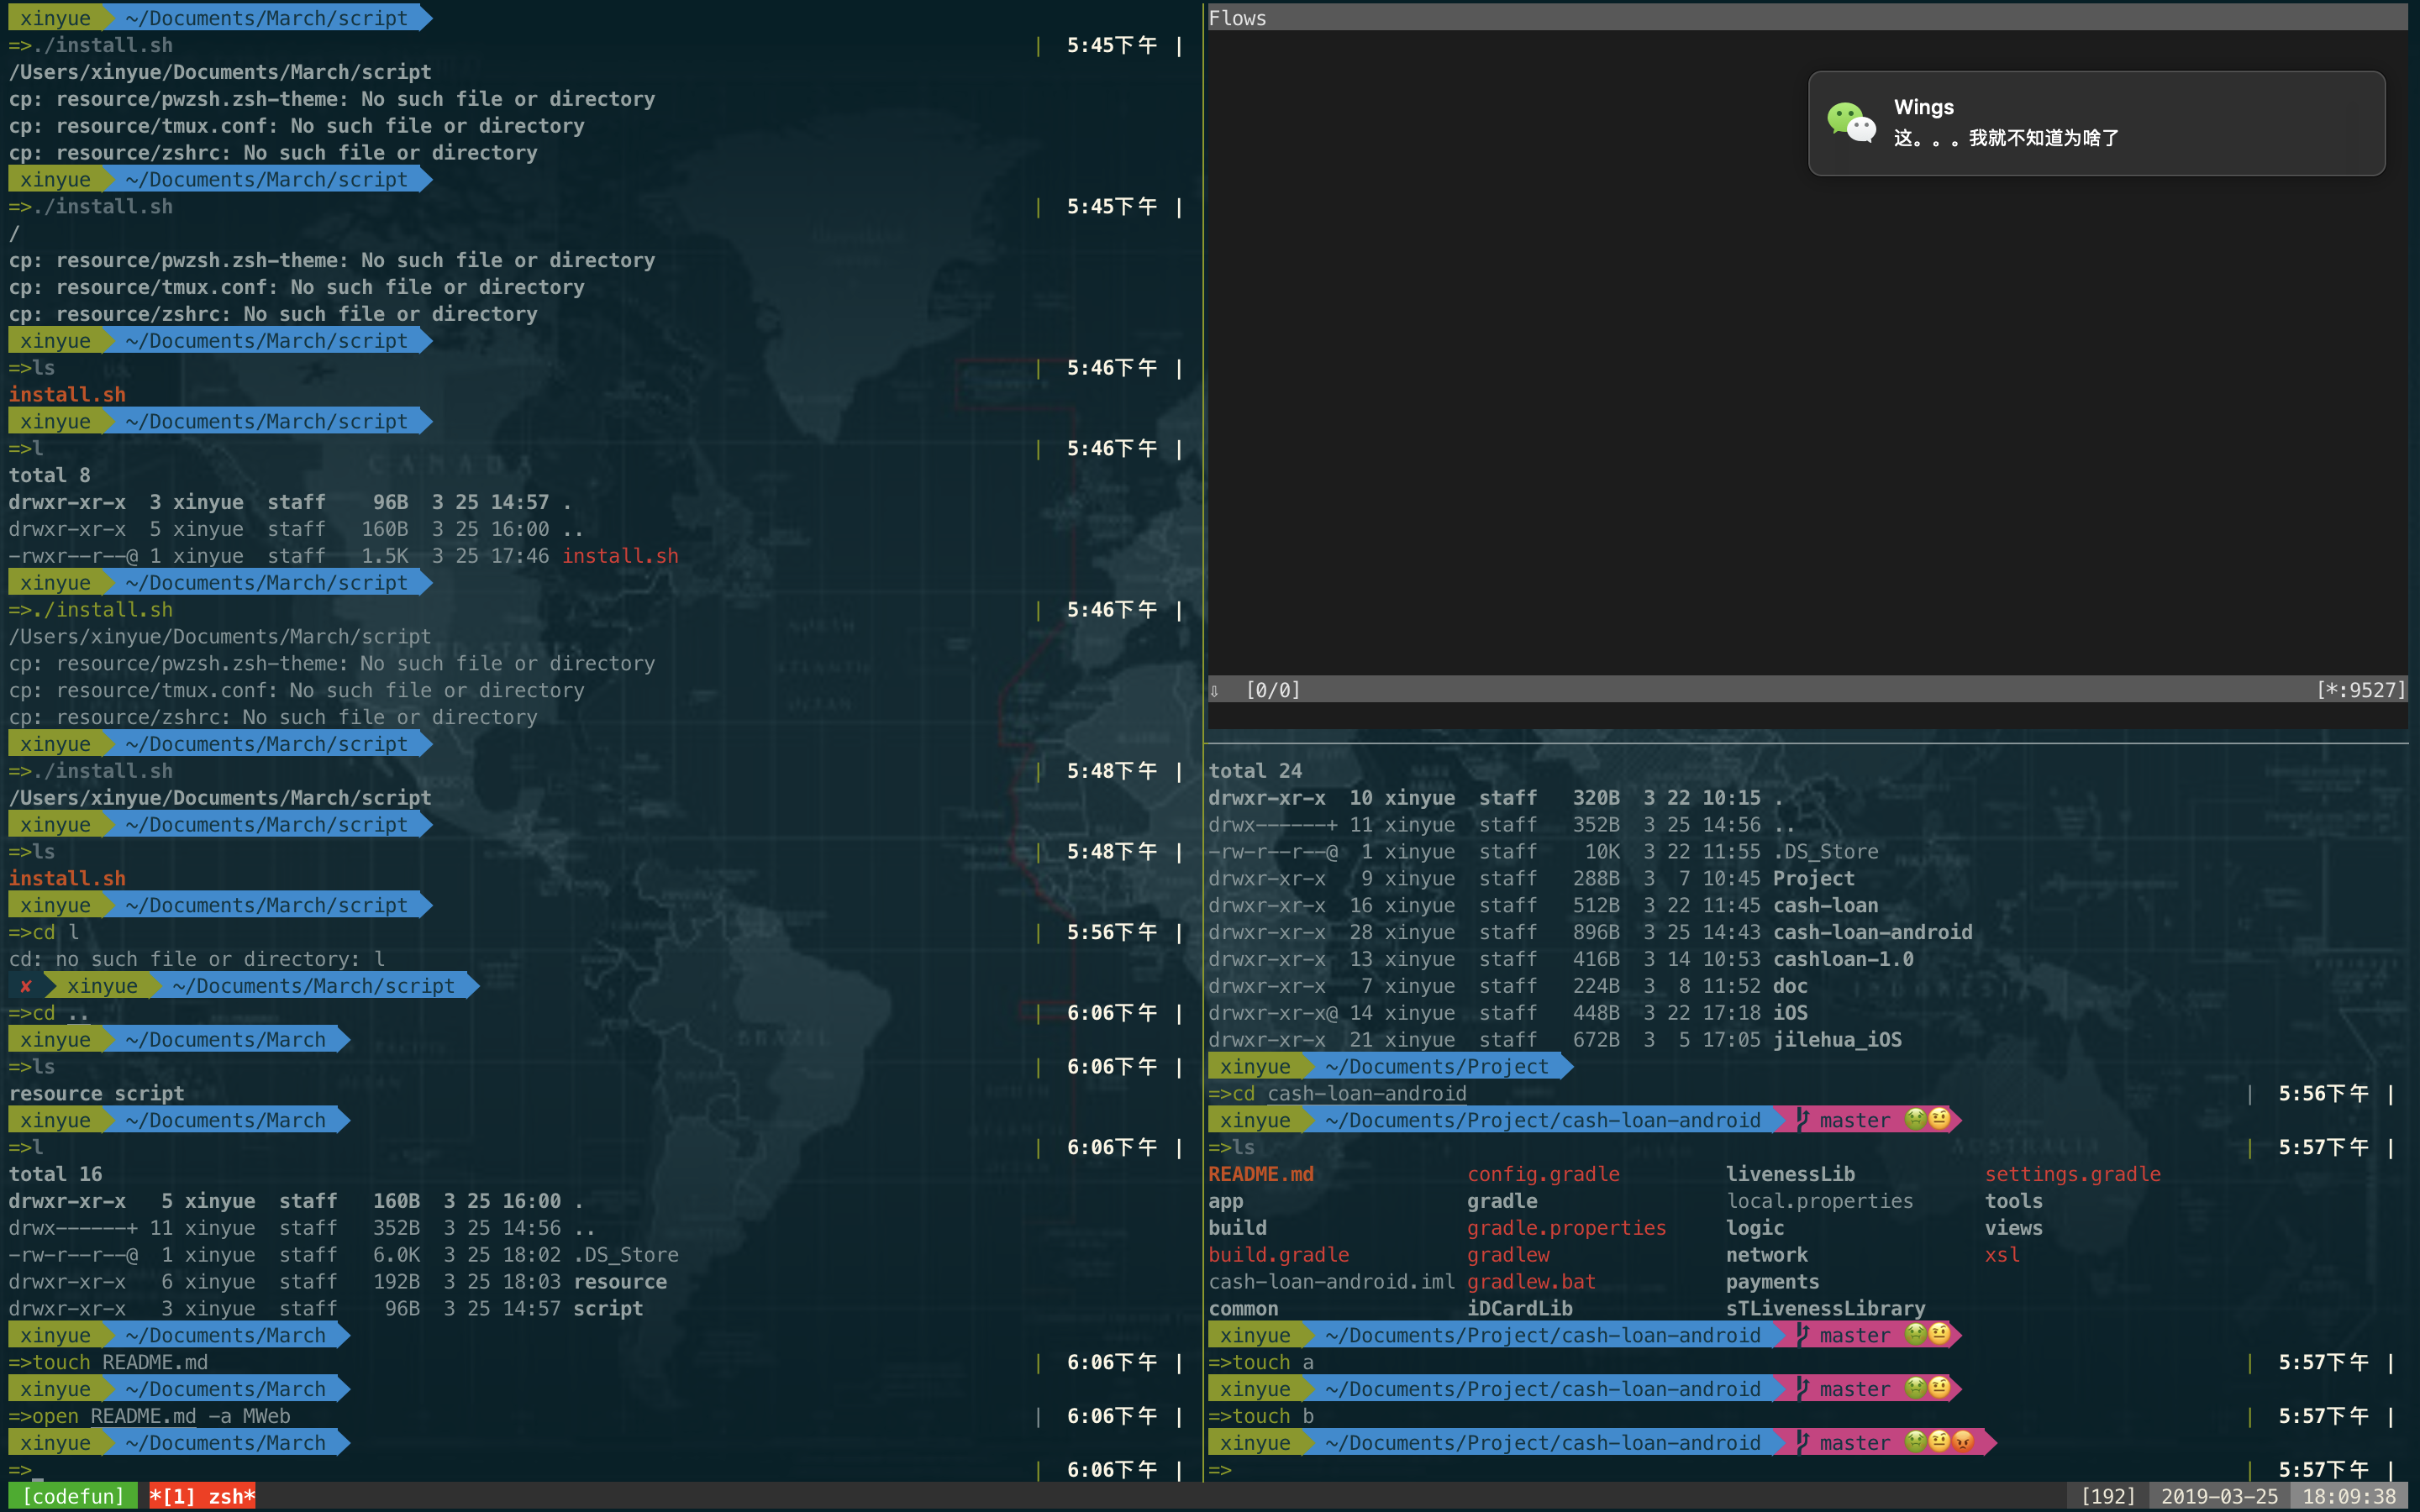 xinyue ~/Documents/March/script
=>./install.sh | 5:45下午 |
/Users/xinyue/Documents/March/script
cp: resource/pwzsh.zsh-theme: No such file or directory
cp: resource/tmux.conf: No such file or directory
cp: resource/zshrc: No such file or directory
xinyue ~/Documents/March/script
=>./install.sh | 5:45下午 |
/
cp: resource/pwzsh.zsh-theme: No such file or directory
cp: resource/tmux.conf: No such file or directory
cp: resource/zshrc: No such file or directory
xinyue ~/Documents/March/script
=>ls | 5:46下午 |
install.sh
xinyue ~/Documents/March/script
=>l | 5:46下午 |
total 8
drwxr-xr-x 3 xinyue staff 96B 3 25 14:57 .
drwxr-xr-x 5 xinyue staff 160B 3 25 16:00 ..
-rwxr--r--@ 1 xinyue staff 1.5K 3 25 17:46 install.sh
xinyue ~/Documents/March/script
=>./install.sh | 5:46下午 |
/Users/xinyue/Documents/March/script
cp: resource/pwzsh.zsh-theme: No such file or directory
cp: resource/tmux.conf: No such file or directory
cp: resource/zshrc: No such file or directory
xinyue ~/Documents/March/script
=>./install.sh | 5:48下午 |
/Users/xinyue/Documents/March/script
xinyue ~/Documents/March/script
=>ls | 5:48下午 |
install.sh
xinyue ~/Documents/March/script
=>cd l | 5:56下午 |
cd: no such file or directory: l
✘ xinyue ~/Documents/March/script
=>cd .. | 6:06下午 |
xinyue ~/Documents/March
=>ls | 6:06下午 |
resource script
xinyue ~/Documents/March
=>l | 6:06下午 |
total 16
drwxr-xr-x 5 xinyue staff 160B 3 25 16:00 .
drwx------+ 11 xinyue staff 352B 3 25 14:56 ..
-rw-r--r--@ 1 xinyue staff 6.0K 3 25 18:02 .DS_Store
drwxr-xr-x 6 xinyue staff 192B 3 25 18:03 resource
drwxr-xr-x 3 xinyue staff 96B 3 25 14:57 script
xinyue ~/Documents/March
=>touch README.md | 6:06下午 |
xinyue ~/Documents/March
=>open README.md -a MWeb | 6:06下午 |
xinyue ~/Documents/March
=>_ | 6:06下午 |
Flows
Wings
这。。。我就不知道为啥了
⇩ [0/0] [*:9527]
total 24
drwxr-xr-x 10 xinyue staff 320B 3 22 10:15 .
drwx------+ 11 xinyue staff 352B 3 25 14:56 ..
-rw-r--r--@ 1 xinyue staff 10K 3 22 11:55 .DS_Store
drwxr-xr-x 9 xinyue staff 288B 3 7 10:45 Project
drwxr-xr-x 16 xinyue staff 512B 3 22 11:45 cash-loan
drwxr-xr-x 28 xinyue staff 896B 3 25 14:43 cash-loan-android
drwxr-xr-x 13 xinyue staff 416B 3 14 10:53 cashloan-1.0
drwxr-xr-x 7 xinyue staff 224B 3 8 11:52 doc
drwxr-xr-x@ 14 xinyue staff 448B 3 22 17:18 iOS
drwxr-xr-x 21 xinyue staff 672B 3 5 17:05 jilehua_iOS
xinyue ~/Documents/Project
=>cd cash-loan-android | 5:56下午 |
xinyue ~/Documents/Project/cash-loan-android master 🤢🤨
=>ls | 5:57下午 |
README.md config.gradle livenessLib settings.gradle
app gradle local.properties tools
build gradle.properties logic views
build.gradle gradlew network xsl
cash-loan-android.iml gradlew.bat payments
common iDCardLib sTLivenessLibrary
xinyue ~/Documents/Project/cash-loan-android master 🤢🤨
=>touch a | 5:57下午 |
xinyue ~/Documents/Project/cash-loan-android master 🤢🤨
=>touch b | 5:57下午 |
xinyue ~/Documents/Project/cash-loan-android master 🤢🤨😡
=> | 5:57下午 |
[codefun] *[1] zsh* [192] 2019-03-25 18:09:38